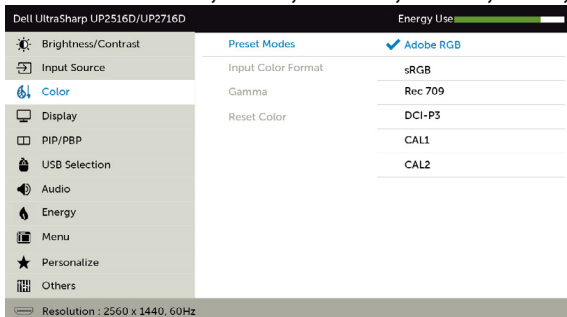 Dell UltraSharp UP2516D/UP2716D Energy Use
Brightness/Contrast Preset Modes Adobe RGB
Input Source Input Color Format sRGB
Color Gamma Rec 709
Display Reset Color DCI-P3
PIP/PBP CAL1
USB Selection CAL2
Audio
Energy
Menu
Personalize
Others
Resolution : 2560 x 1440, 60Hz